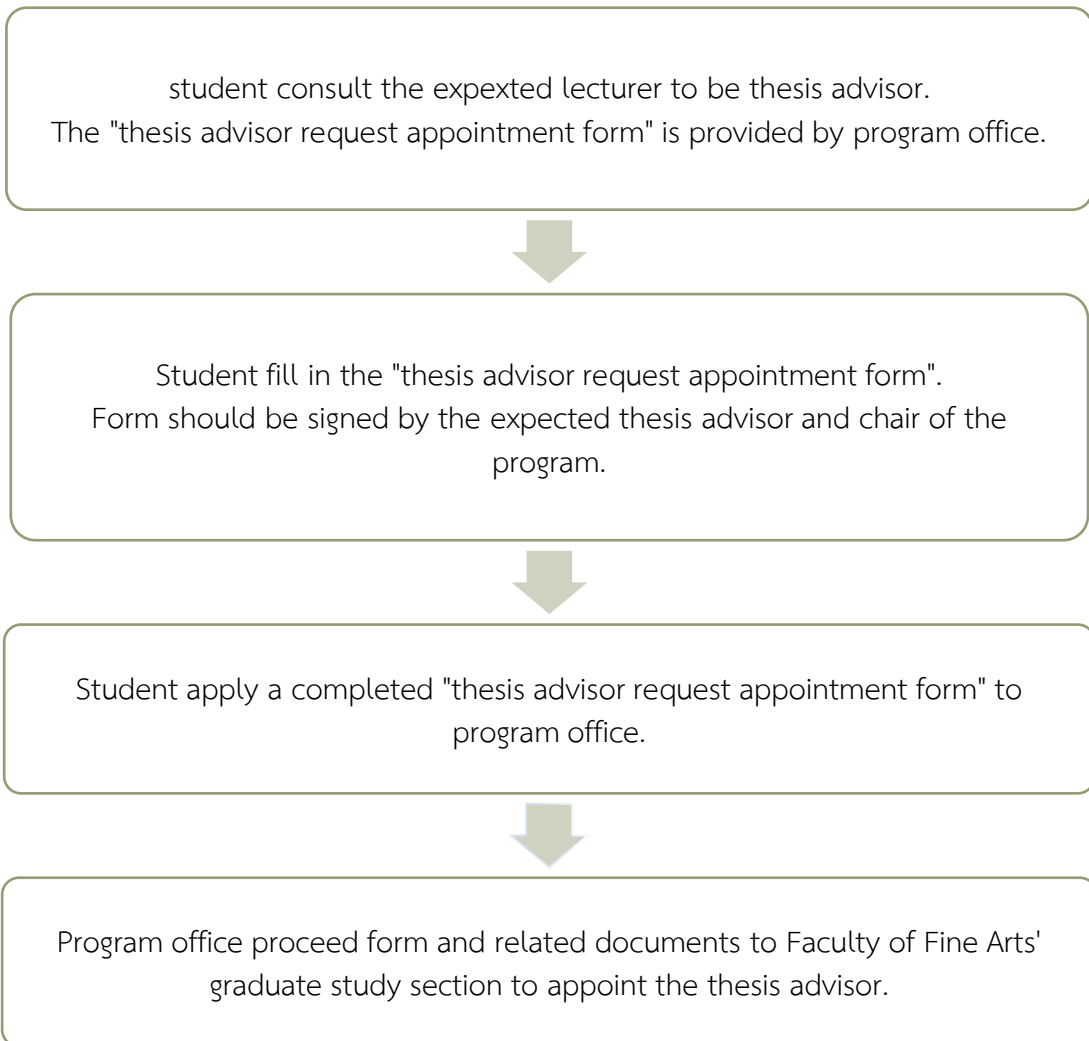 student consult the expexted lecturer to be thesis advisor.
The "thesis advisor request appointment form" is provided by program office.
Student fill in the "thesis advisor request appointment form".
Form should be signed by the expected thesis advisor and chair of the
program.
Student apply a completed "thesis advisor request appointment form" to
program office.
Program office proceed form and related documents to Faculty of Fine Arts'
graduate study section to appoint the thesis advisor.